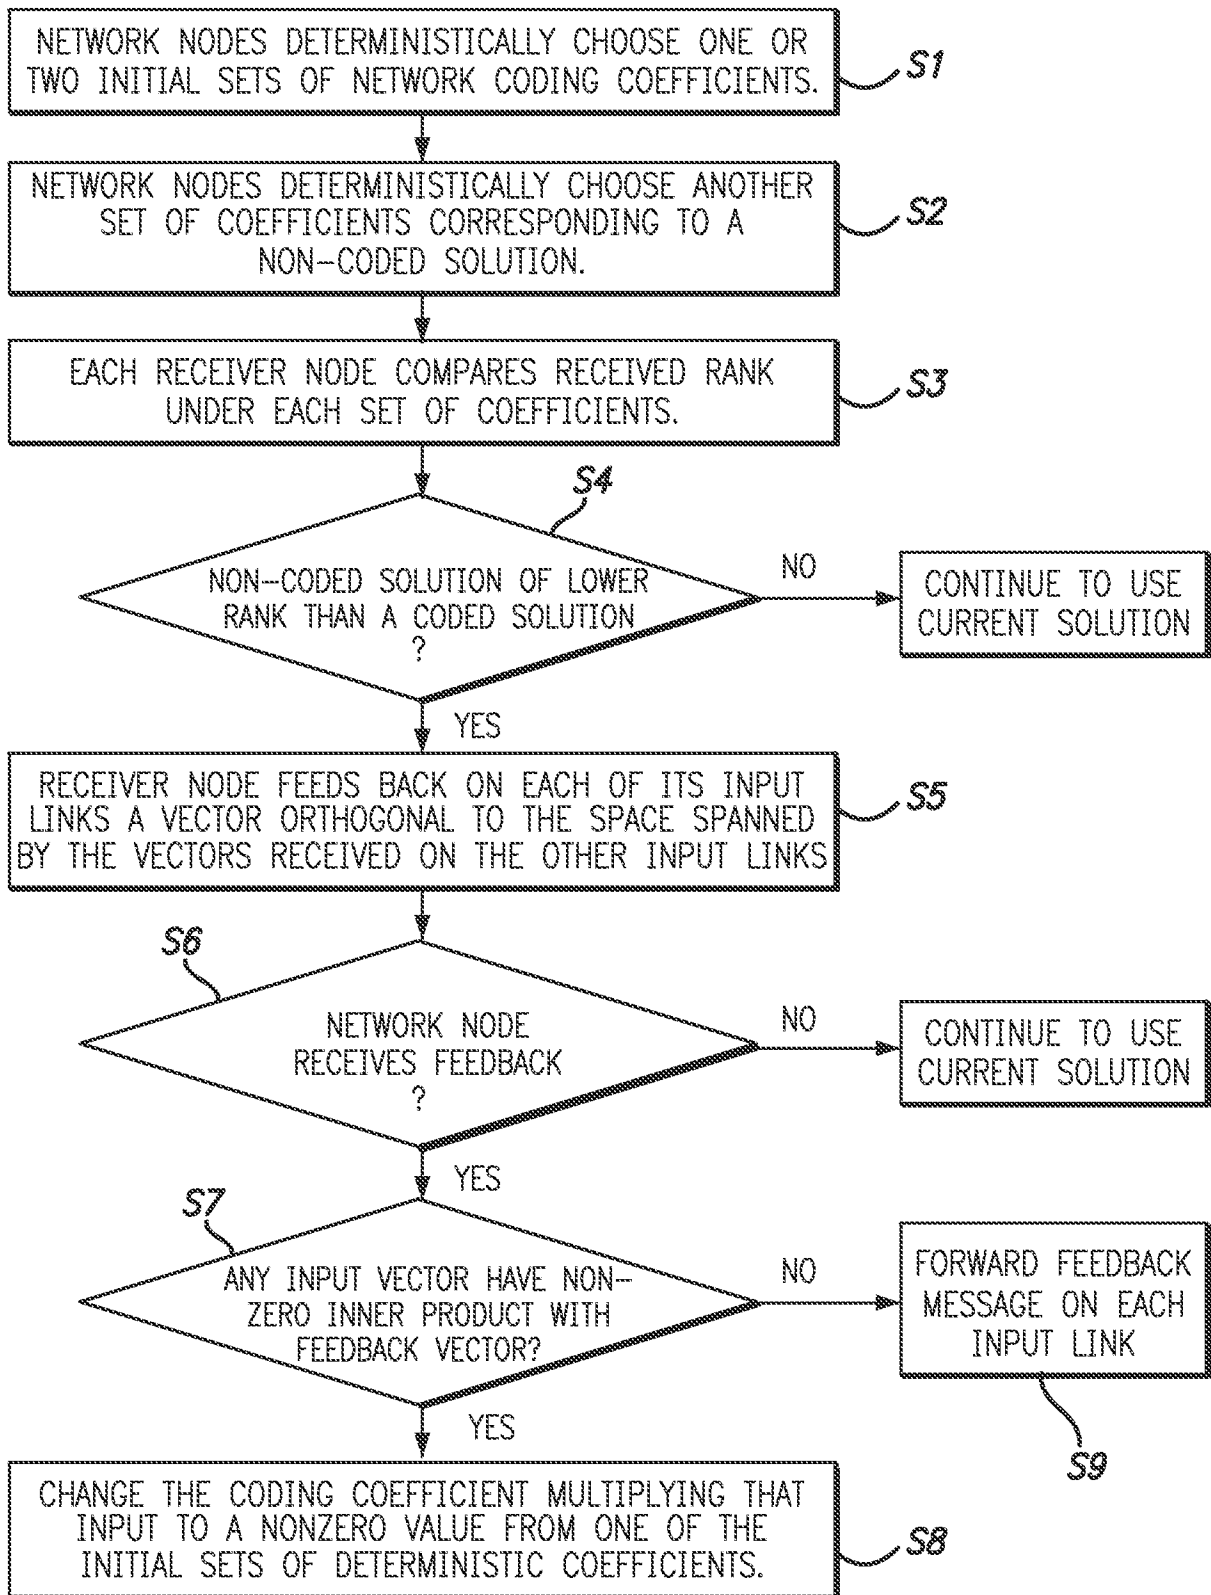 NETWORK NODES DETERMINISTICALLY CHOOSE ONE OR
TWO INITIAL SETS OF NETWORK CODING COEFFICIENTS.
S1
NETWORK NODES DETERMINISTICALLY CHOOSE ANOTHER
SET OF COEFFICIENTS CORRESPONDING TO A
NON-CODED SOLUTION.
S2
EACH RECEIVER NODE COMPARES RECEIVED RANK
UNDER EACH SET OF COEFFICIENTS.
S3
S4
NON-CODED SOLUTION OF LOWER
RANK THAN A CODED SOLUTION
?
NO
CONTINUE TO USE
CURRENT SOLUTION
YES
RECEIVER NODE FEEDS BACK ON EACH OF ITS INPUT
LINKS A VECTOR ORTHOGONAL TO THE SPACE SPANNED
BY THE VECTORS RECEIVED ON THE OTHER INPUT LINKS
S5
S6
NETWORK NODE
RECEIVES FEEDBACK
?
NO
CONTINUE TO USE
CURRENT SOLUTION
YES
S7
ANY INPUT VECTOR HAVE NON-
ZERO INNER PRODUCT WITH
FEEDBACK VECTOR?
NO
FORWARD FEEDBACK
MESSAGE ON EACH
INPUT LINK
S9
YES
CHANGE THE CODING COEFFICIENT MULTIPLYING THAT
INPUT TO A NONZERO VALUE FROM ONE OF THE
INITIAL SETS OF DETERMINISTIC COEFFICIENTS.
S8